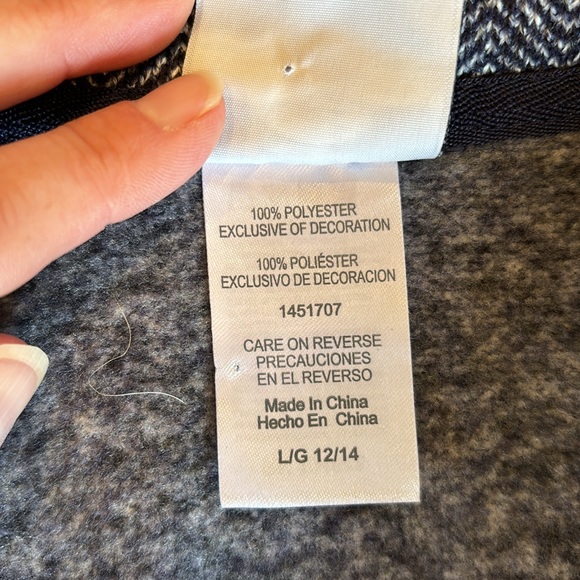 100% POLYESTER
EXCLUSIVE OF DECORATION
100% POLIÉSTER
EXCLUSIVO DE DECORACION
1451707
CARE ON REVERSE
PRECAUCIONES
EN EL REVERSO
Made In China
Hecho En China
L/G 12/14